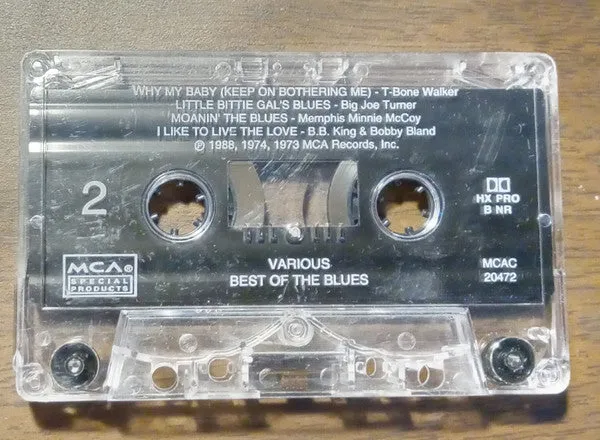 WHY MY BABY (KEEP ON BOTHERING ME) - T-Bone Walker
LITTLE BITTIE GAL'S BLUES - Big Joe Turner
MOANIN' THE BLUES - Memphis Minnie McCoy
I LIKE TO LIVE THE LOVE - B.B. King & Bobby Bland
℗ 1988, 1974, 1973 MCA Records, Inc.
2
HX PRO
B NR
MCA®
SPECIAL
PRODUCTS
VARIOUS
BEST OF THE BLUES
MCAC
20472